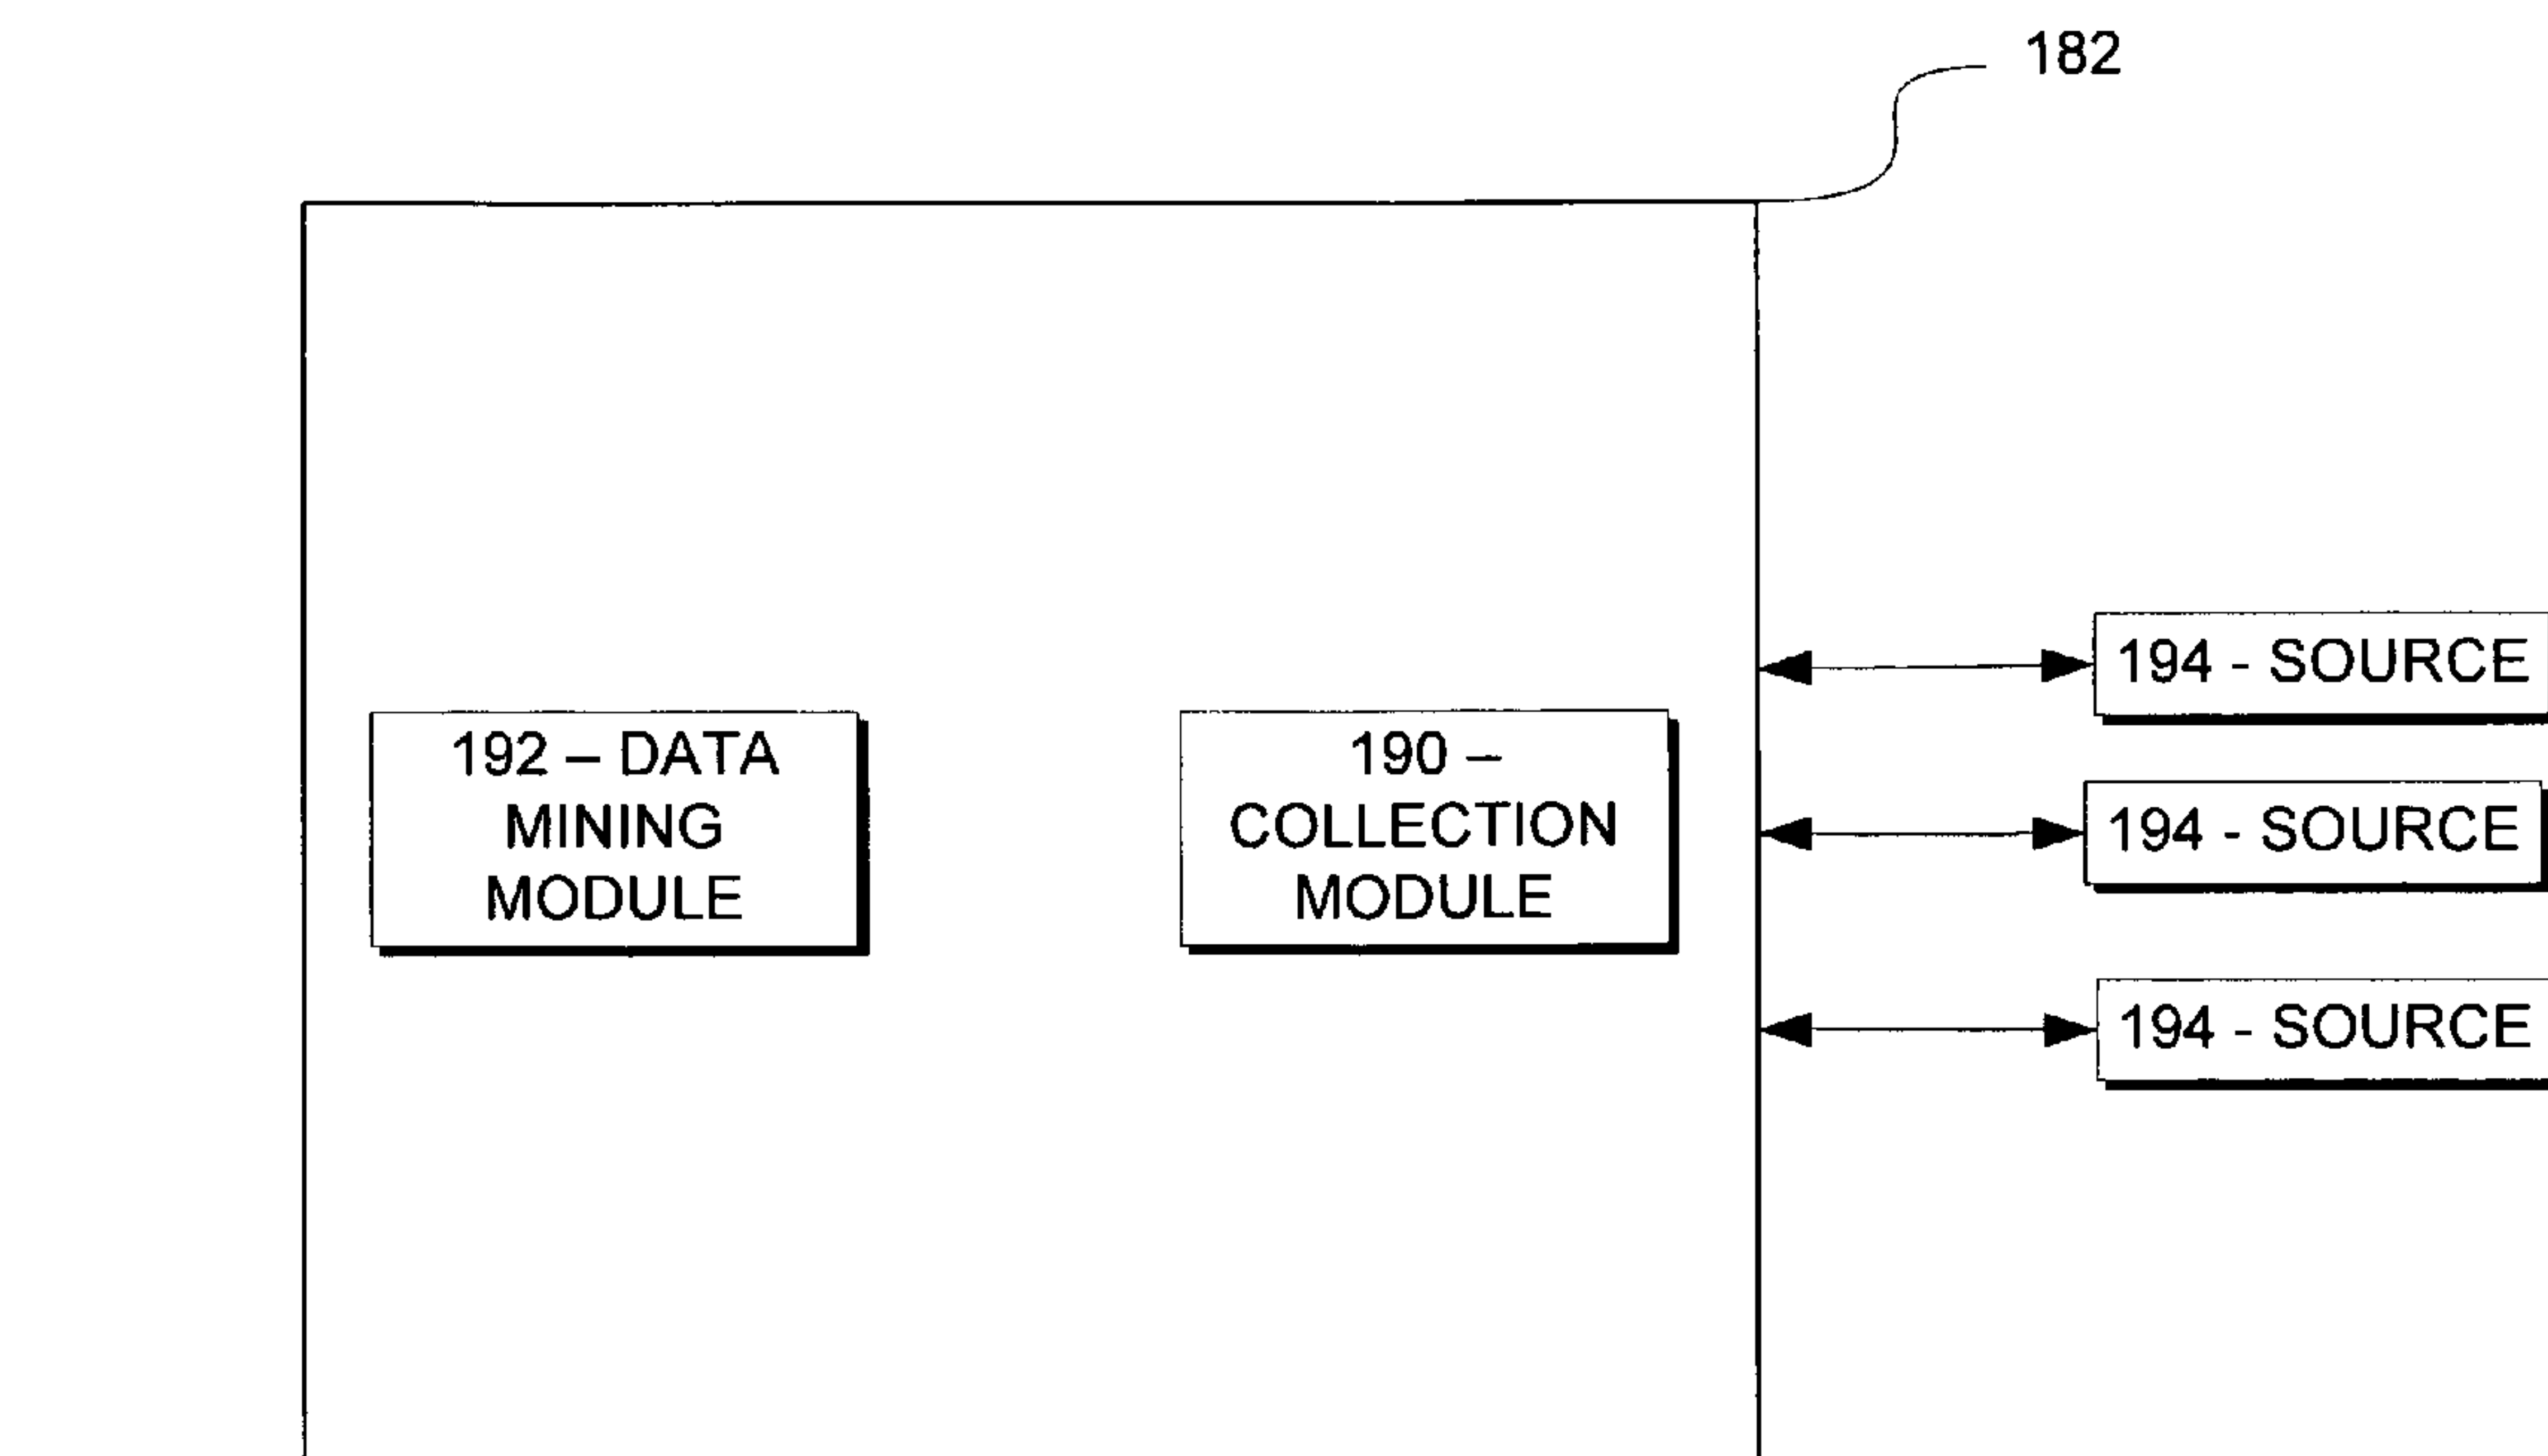 182
194 - SOURCE
192 – DATA
MINING
MODULE
190 –
COLLECTION
MODULE
194 - SOURCE
194 - SOURCE